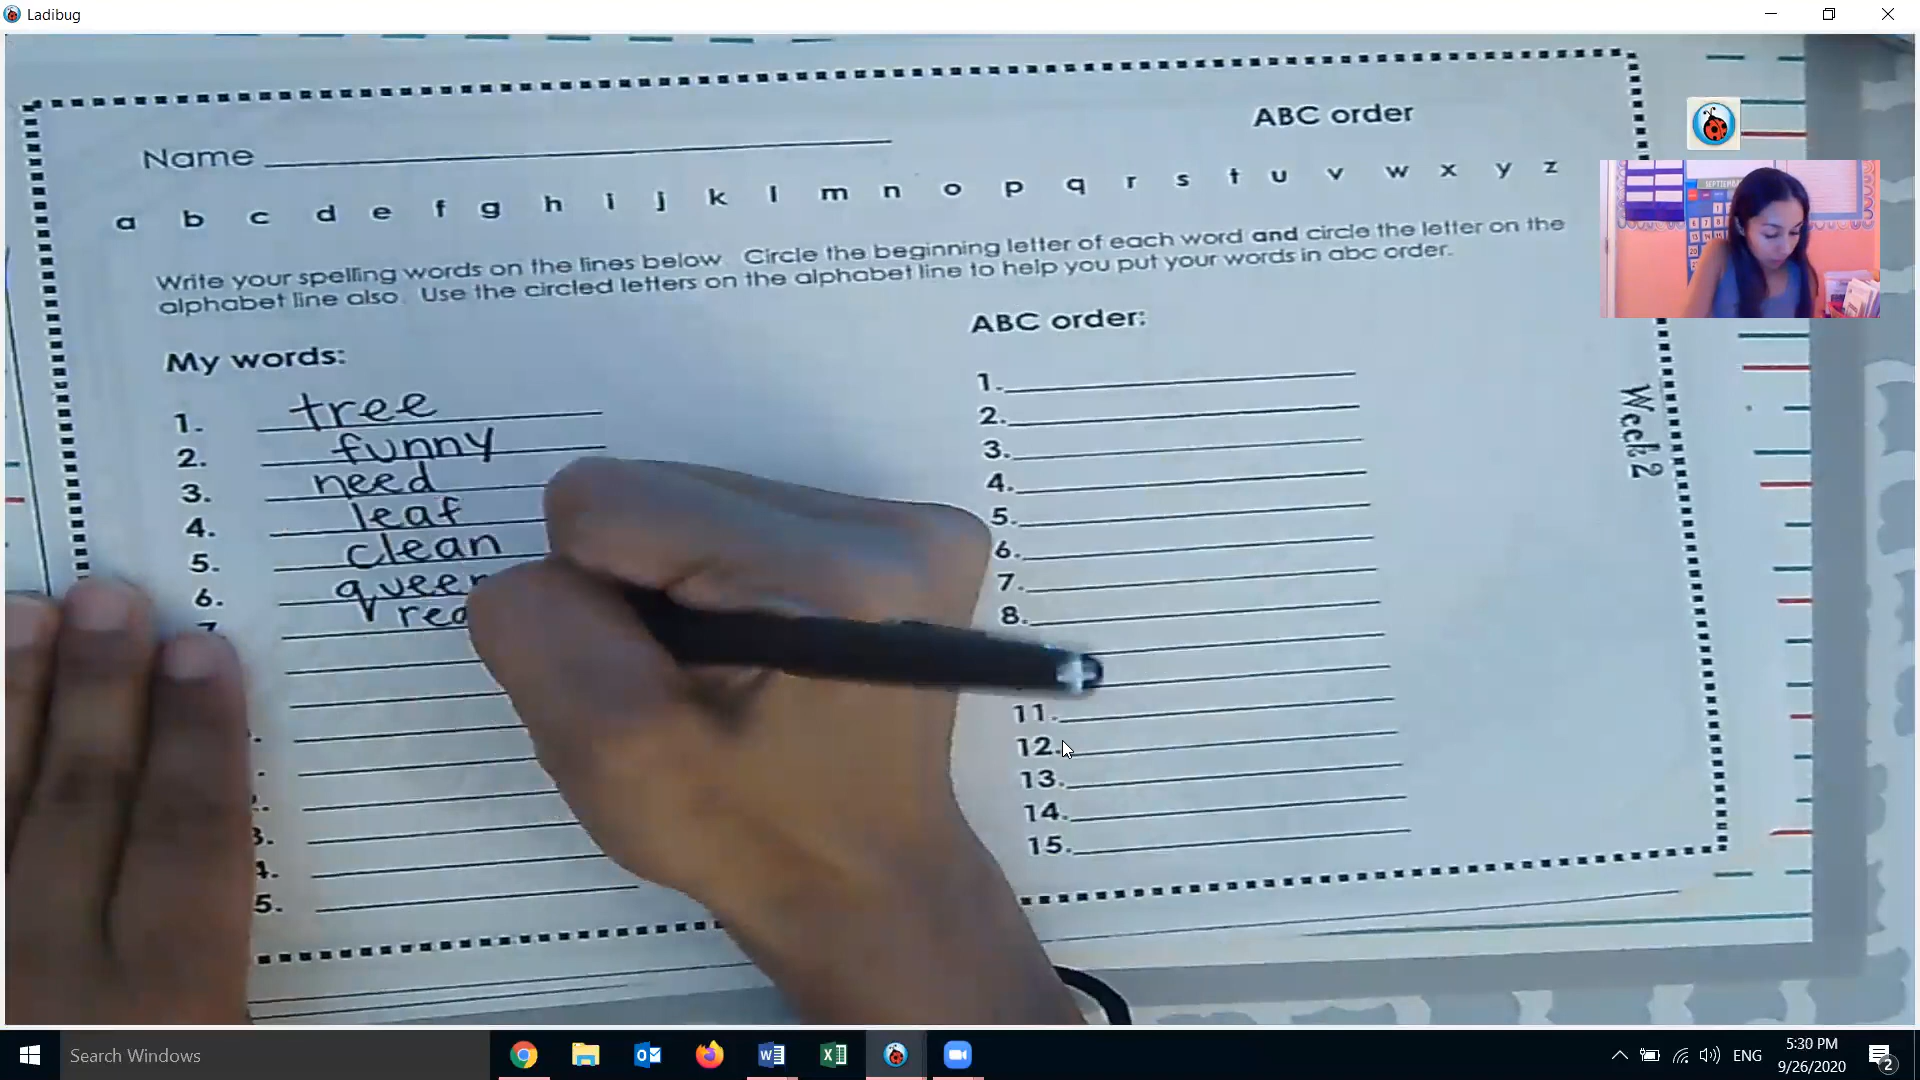 Ladibug
ABC order
Name
a b c d e f g h i j k l m n o p q r s t u v w x y z
Write your spelling words on the lines below. Circle the beginning letter of each word and circle the letter on the
alphabet line also. Use the circled letters on the alphabet line to help you put your words in abc order.
My words:
1. tree
2. funny
3. need
4. leaf
5. clean
6. queen
ABC order:
1.
2.
3.
4.
5.
6.
7.
8.
11.
12.
13.
14.
15.
Week 2
Search Windows
ENG
5:30 PM
9/26/2020
2